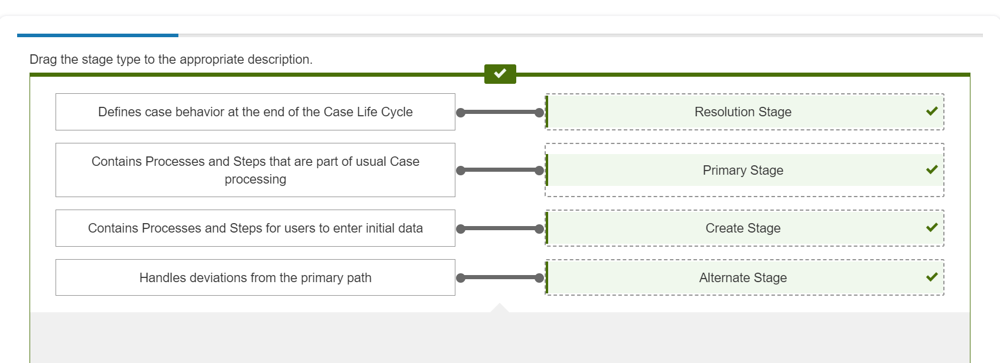 Drag the stage type to the appropriate description.
Defines case behavior at the end of the Case Life Cycle
Resolution Stage
Contains Processes and Steps that are part of usual Case
processing
Primary Stage
Contains Processes and Steps for users to enter initial data
Create Stage
Handles deviations from the primary path
Alternate Stage